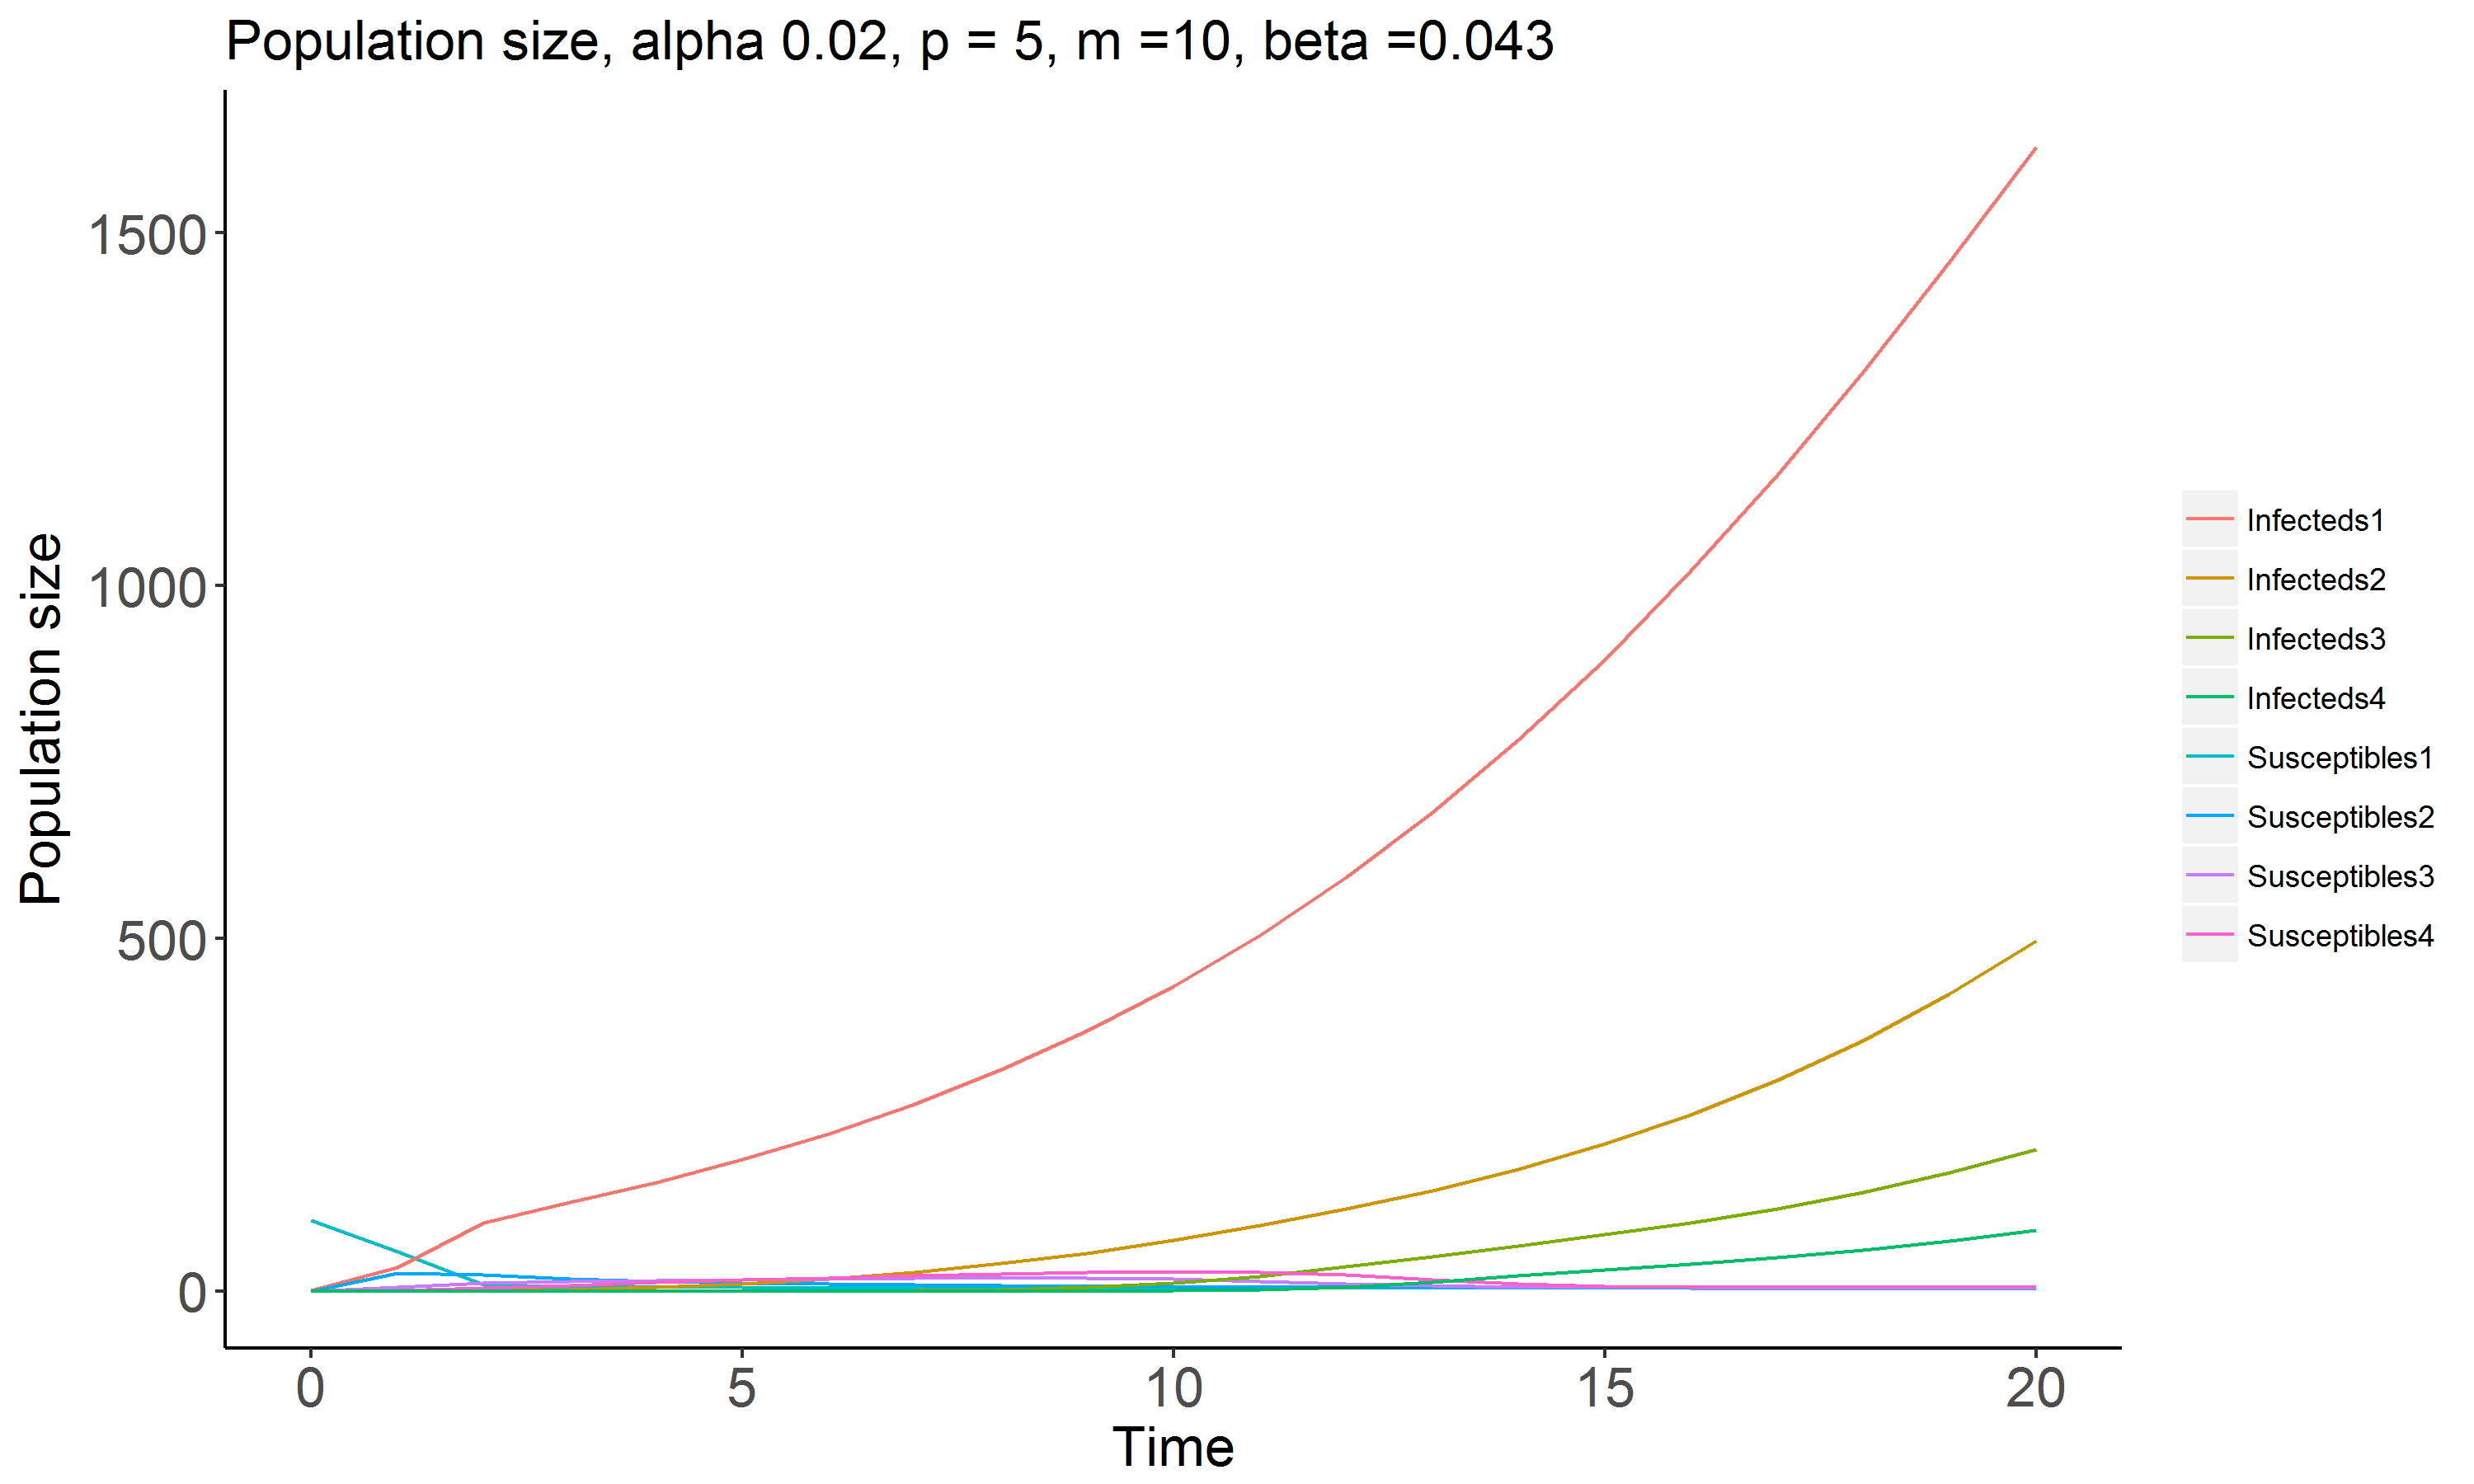 Population size, alpha 0.02, p = 5, m =10, beta =0.043
Population size
1500
1000
500
0
0
5
10
15
20
Time
Infecteds1
Infecteds2
Infecteds3
Infecteds4
Susceptibles1
Susceptibles2
Susceptibles3
Susceptibles4